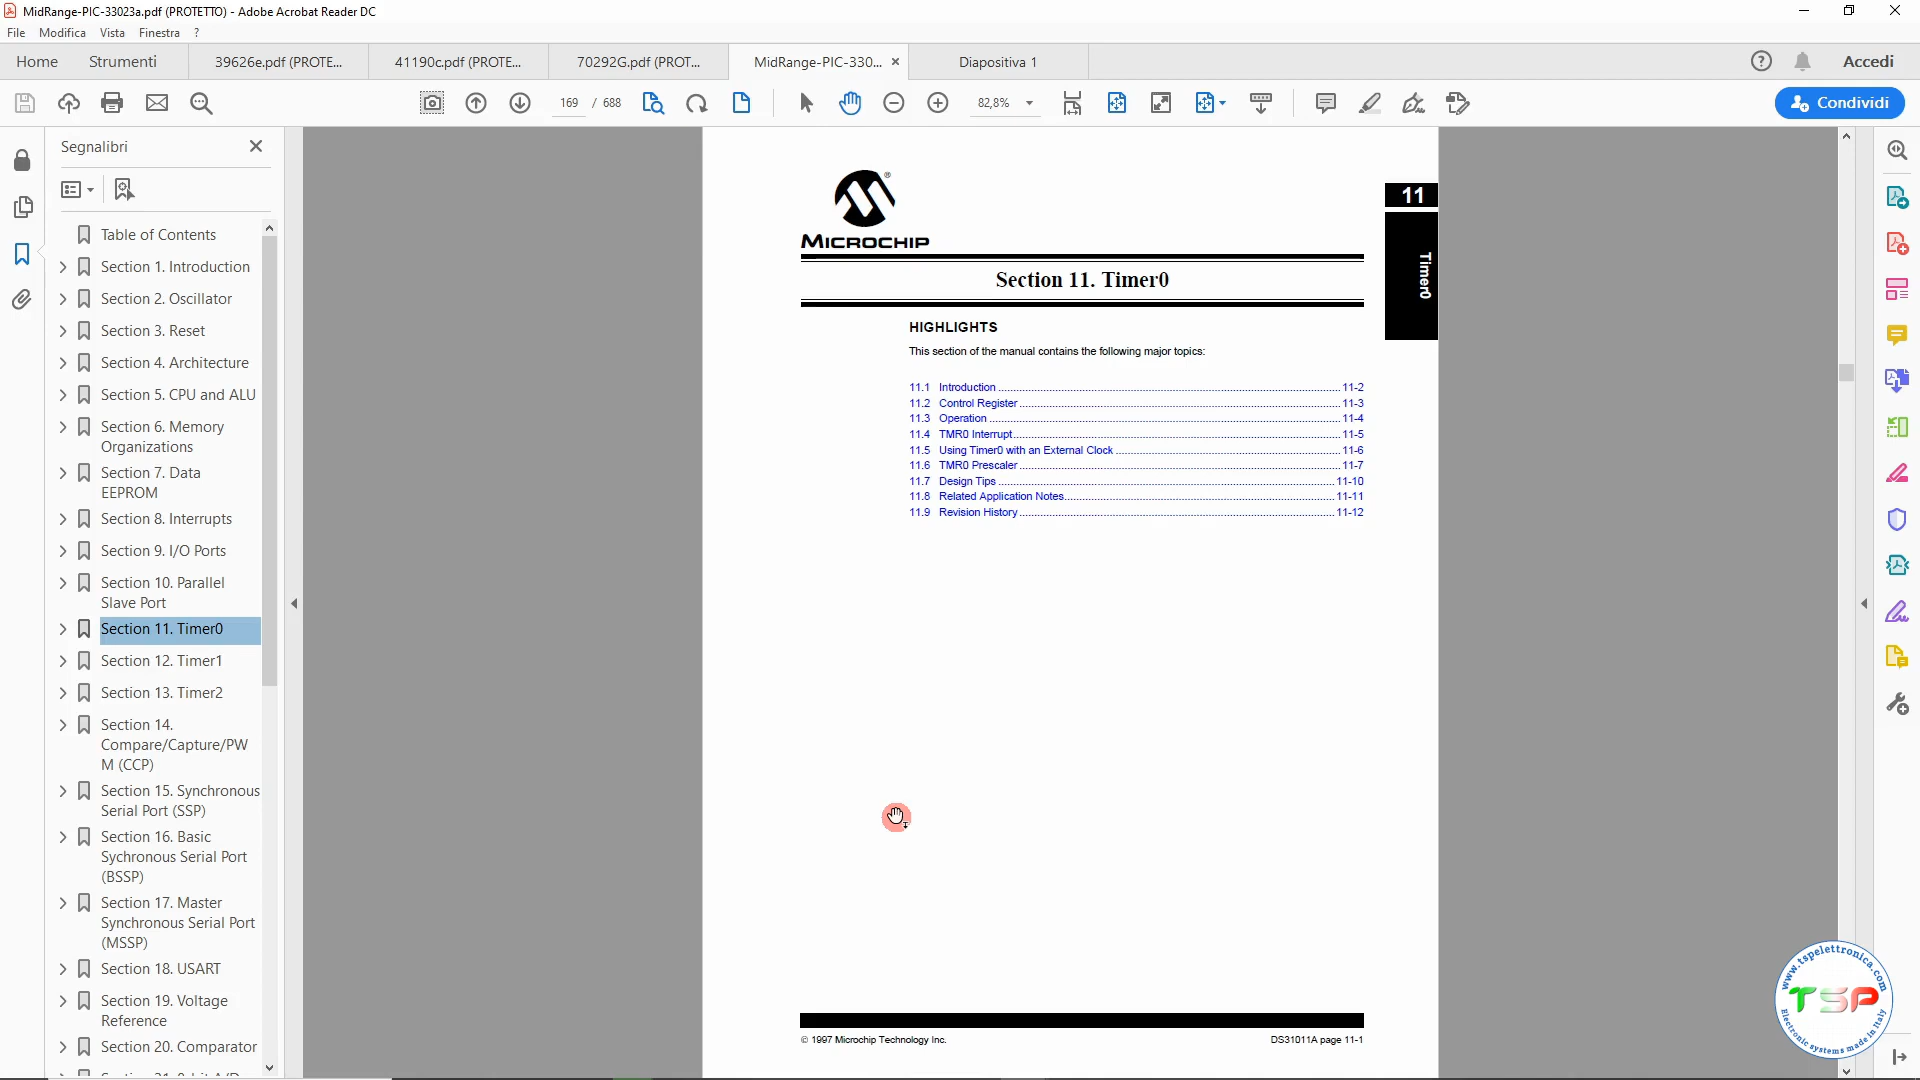 MidRange-PIC-33023a.pdf (PROTETTO) - Adobe Acrobat Reader DC
File Modifica Vista Finestra ?
Home Strumenti 39626e.pdf (PROTE... 41190c.pdf (PROTE... 70292G.pdf (PROT... MidRange-PIC-330... × Diapositiva 1 Accedi
169 / 688 82,8% Condividi
Segnalibri
Table of Contents
Section 1. Introduction
Section 2. Oscillator
Section 3. Reset
Section 4. Architecture
Section 5. CPU and ALU
Section 6. Memory
Organizations
Section 7. Data
EEPROM
Section 8. Interrupts
Section 9. I/O Ports
Section 10. Parallel
Slave Port
Section 11. Timer0
Section 12. Timer1
Section 13. Timer2
Section 14.
Compare/Capture/PW
M (CCP)
Section 15. Synchronous
Serial Port (SSP)
Section 16. Basic
Sychronous Serial Port
(BSSP)
Section 17. Master
Synchronous Serial Port
(MSSP)
Section 18. USART
Section 19. Voltage
Reference
Section 20. Comparator
MICROCHIP
®
11
Timer0
Section 11. Timer0
HIGHLIGHTS
This section of the manual contains the following major topics:
11.1 Introduction ... 11-2
11.2 Control Register ... 11-3
11.3 Operation ... 11-4
11.4 TMR0 Interrupt ... 11-5
11.5 Using Timer0 with an External Clock ... 11-6
11.6 TMR0 Prescaler ... 11-7
11.7 Design Tips ... 11-10
11.8 Related Application Notes ... 11-11
11.9 Revision History ... 11-12
© 1997 Microchip Technology Inc. DS31011A page 11-1
www.tspelettronica.com
TSP
Electronic systems made in Italy